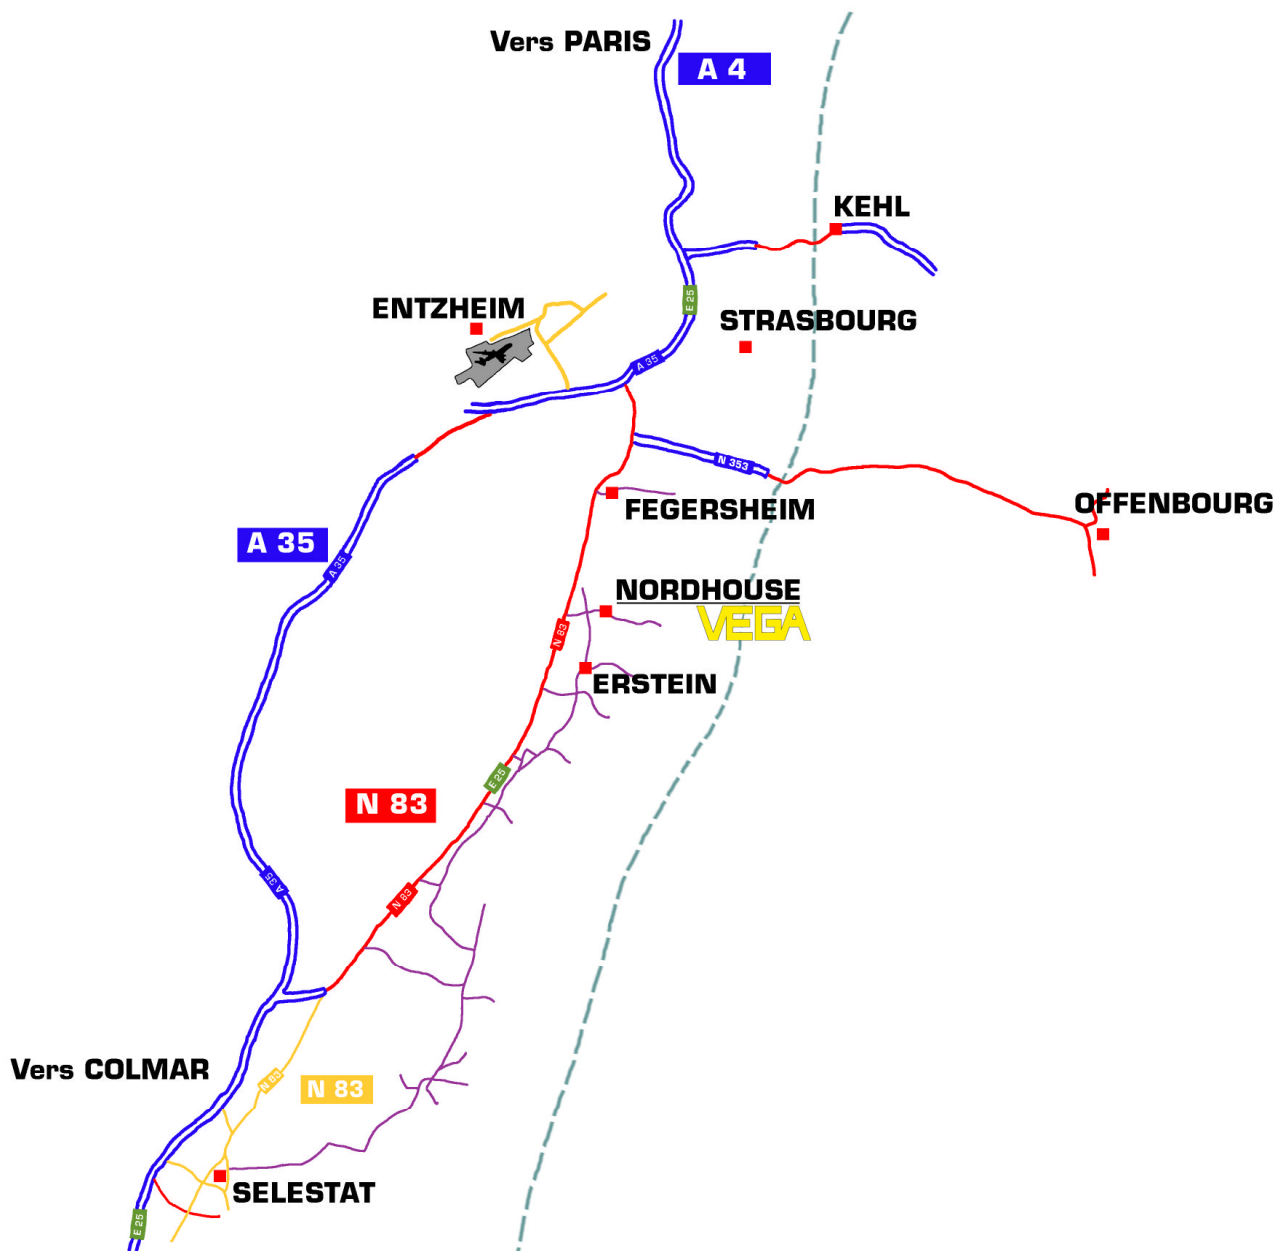 Vers PARIS
A 4
KEHL
E 25
ENTZHEIM
STRASBOURG
A 35
N 353
OFFENBOURG
FEGERSHEIM
A 35
A 35
NORDHOUSE
VEGA
N 83
ERSTEIN
E 25
N 83
A 35
N 83
Vers COLMAR
N 83
N 83
SELESTAT
E 25